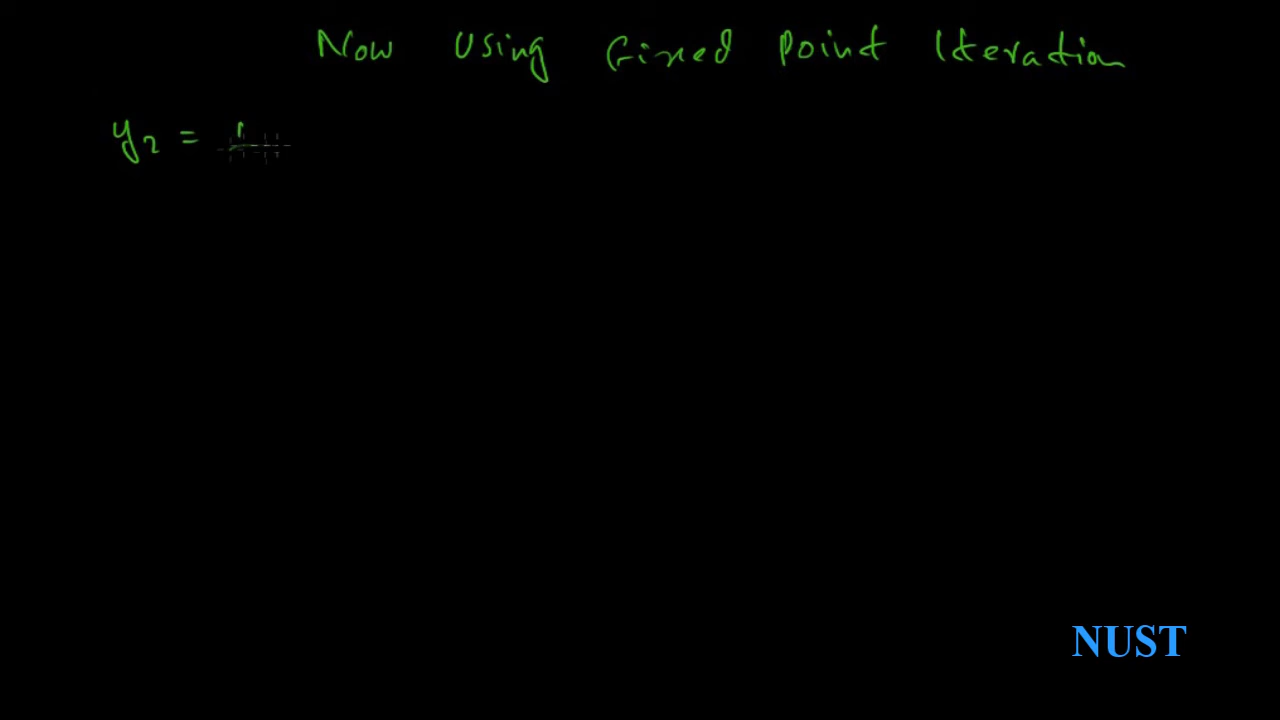 Now Using Fixed Point Iteration
y₂ =
NUST